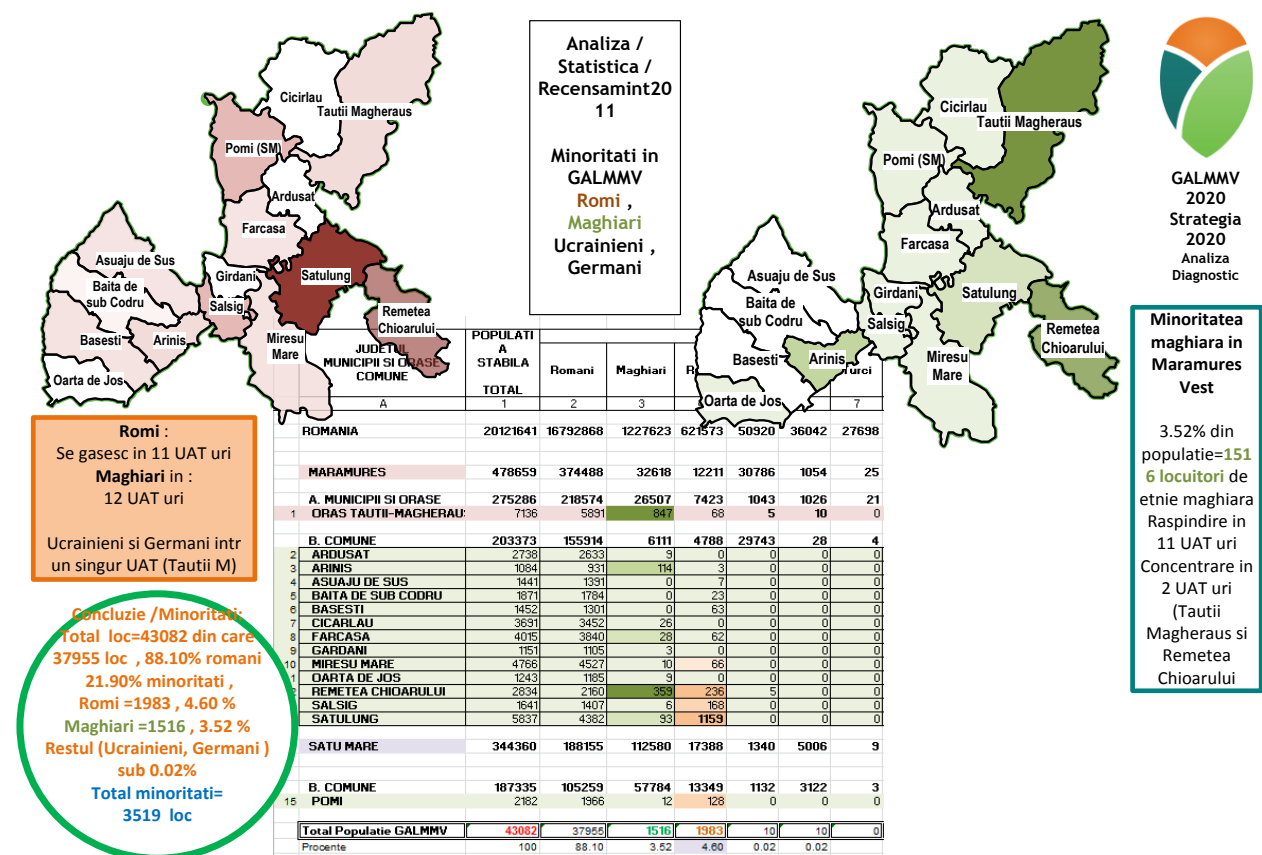 Cicirlau
Tautii Magheraus
Pomi (SM)
Ardusat
Farcasa
Asuaju de Sus
Girdani
Satulung
Baita de
sub Codru
Salsig
Remetea
Chioarului
Basesti
Arinis
Miresu
Mare
Oarta de Jos
Analiza /
Statistica /
Recensamint20
11
Minoritati in
GALMMV
Romi ,
Maghiari
Ucrainieni ,
Germani
Cicirlau
Tautii Magheraus
Pomi (SM)
Ardusat
Farcasa
Asuaju de Sus
Girdani
Satulung
Baita de
sub Codru
Salsig
Remetea
Chioarului
Basesti
Arinis
Miresu
Mare
Oarta de Jos
GALMMV
2020
Strategia
2020
Analiza
Diagnostic
Minoritatea
maghiara in
Maramures
Vest
3.52% din
populatie=151
6 locuitori de
etnie maghiara
Raspindire in
11 UAT uri
Concentrare in
2 UAT uri
(Tautii
Magheraus si
Remetea
Chioarului
Romi :
Se gasesc in 11 UAT uri
Maghiari in :
12 UAT uri
Ucrainieni si Germani intr
un singur UAT (Tautii M)
Concluzie /Minoritati:
Total loc=43082 din care
37955 loc , 88.10% romani
21.90% minoritati ,
Romi =1983 , 4.60 %
Maghiari =1516 , 3.52 %
Restul (Ucrainieni, Germani )
sub 0.02%
Total minoritati=
3519 loc
JUDETUL
MUNICIPII SI ORASE
COMUNE
POPULATI
A
STABILA
TOTAL
Romani Maghiari
A 1 2 3 7
ROMANIA 20121641 16792868 1227623 621573 50920 36042 27698
MARAMURES 478659 374488 32618 12211 30786 1054 25
A. MUNICIPII SI ORASE 275286 218574 26507 7423 1043 1026 21
1 ORAS TAUTII-MAGHERAU 7136 5891 847 68 5 10 0
B. COMUNE 203373 155914 6111 4788 29743 28 4
2 ARDUSAT 2738 2633 9 0 0 0 0
3 ARINIS 1084 931 114 3 0 0 0
4 ASUAJU DE SUS 1441 1391 0 7 0 0 0
5 BAITA DE SUB CODRU 1871 1784 0 23 0 0 0
6 BASESTI 1452 1301 0 63 0 0 0
7 CICARLAU 3691 3452 26 0 0 0 0
8 FARCASA 4015 3840 28 62 0 0 0
9 GARDANI 1151 1105 3 0 0 0 0
10 MIRESU MARE 4766 4527 10 66 0 0 0
1 OARTA DE JOS 1243 1185 9 0 0 0 0
2 REMETEA CHIOARULUI 2834 2160 359 236 5 0 0
SALSIG 1641 1407 6 168 0 0 0
SATULUNG 5837 4382 93 1159 0 0 0
SATU MARE 344360 188155 112580 17388 1340 5006 9
B. COMUNE 187335 105259 57784 13349 1132 3122 3
15 POMI 2182 1966 12 128 0 0 0
Total Populatie GALMMV 43082 37955 1516 1983 10 10 0
Procente 100 88.10 3.52 4.60 0.02 0.02